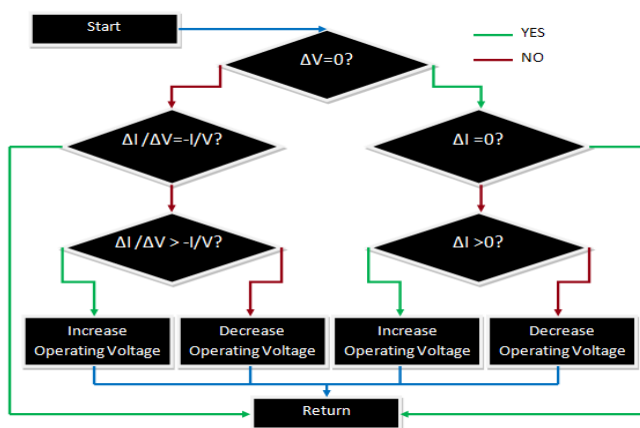 Start
YES
ΔV=0?
NO
ΔI /ΔV=-I/V?
ΔI =0?
ΔI /ΔV > -I/V?
ΔI >0?
Increase
Operating Voltage
Decrease
Operating Voltage
Increase
Operating Voltage
Decrease
Operating Voltage
Return